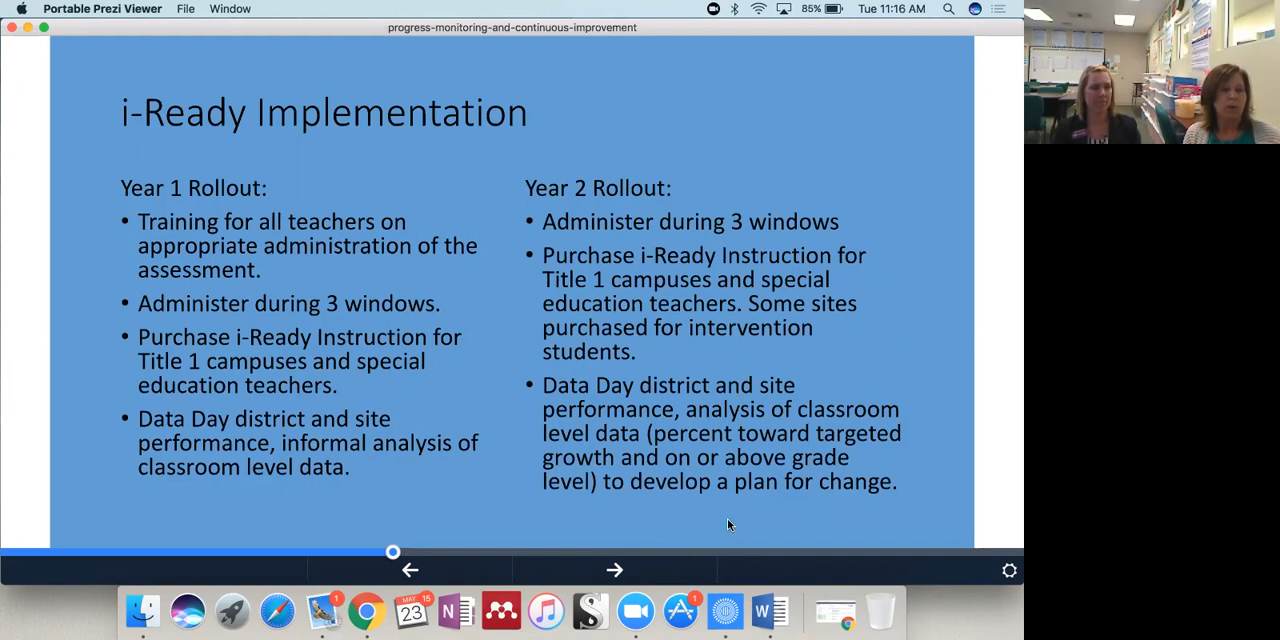 Portable Prezi Viewer File Window 85% Tue 11:16 AM
progress-monitoring-and-continuous-improvement
i-Ready Implementation
Year 1 Rollout:
• Training for all teachers on
appropriate administration of the
assessment.
• Administer during 3 windows.
• Purchase i-Ready Instruction for
Title 1 campuses and special
education teachers.
• Data Day district and site
performance, informal analysis of
classroom level data.
Year 2 Rollout:
• Administer during 3 windows
• Purchase i-Ready Instruction for
Title 1 campuses and special
education teachers. Some sites
purchased for intervention
students.
• Data Day district and site
performance, analysis of classroom
level data (percent toward targeted
growth and on or above grade
level) to develop a plan for change.
1
MAY
23
15
N
S
1
W